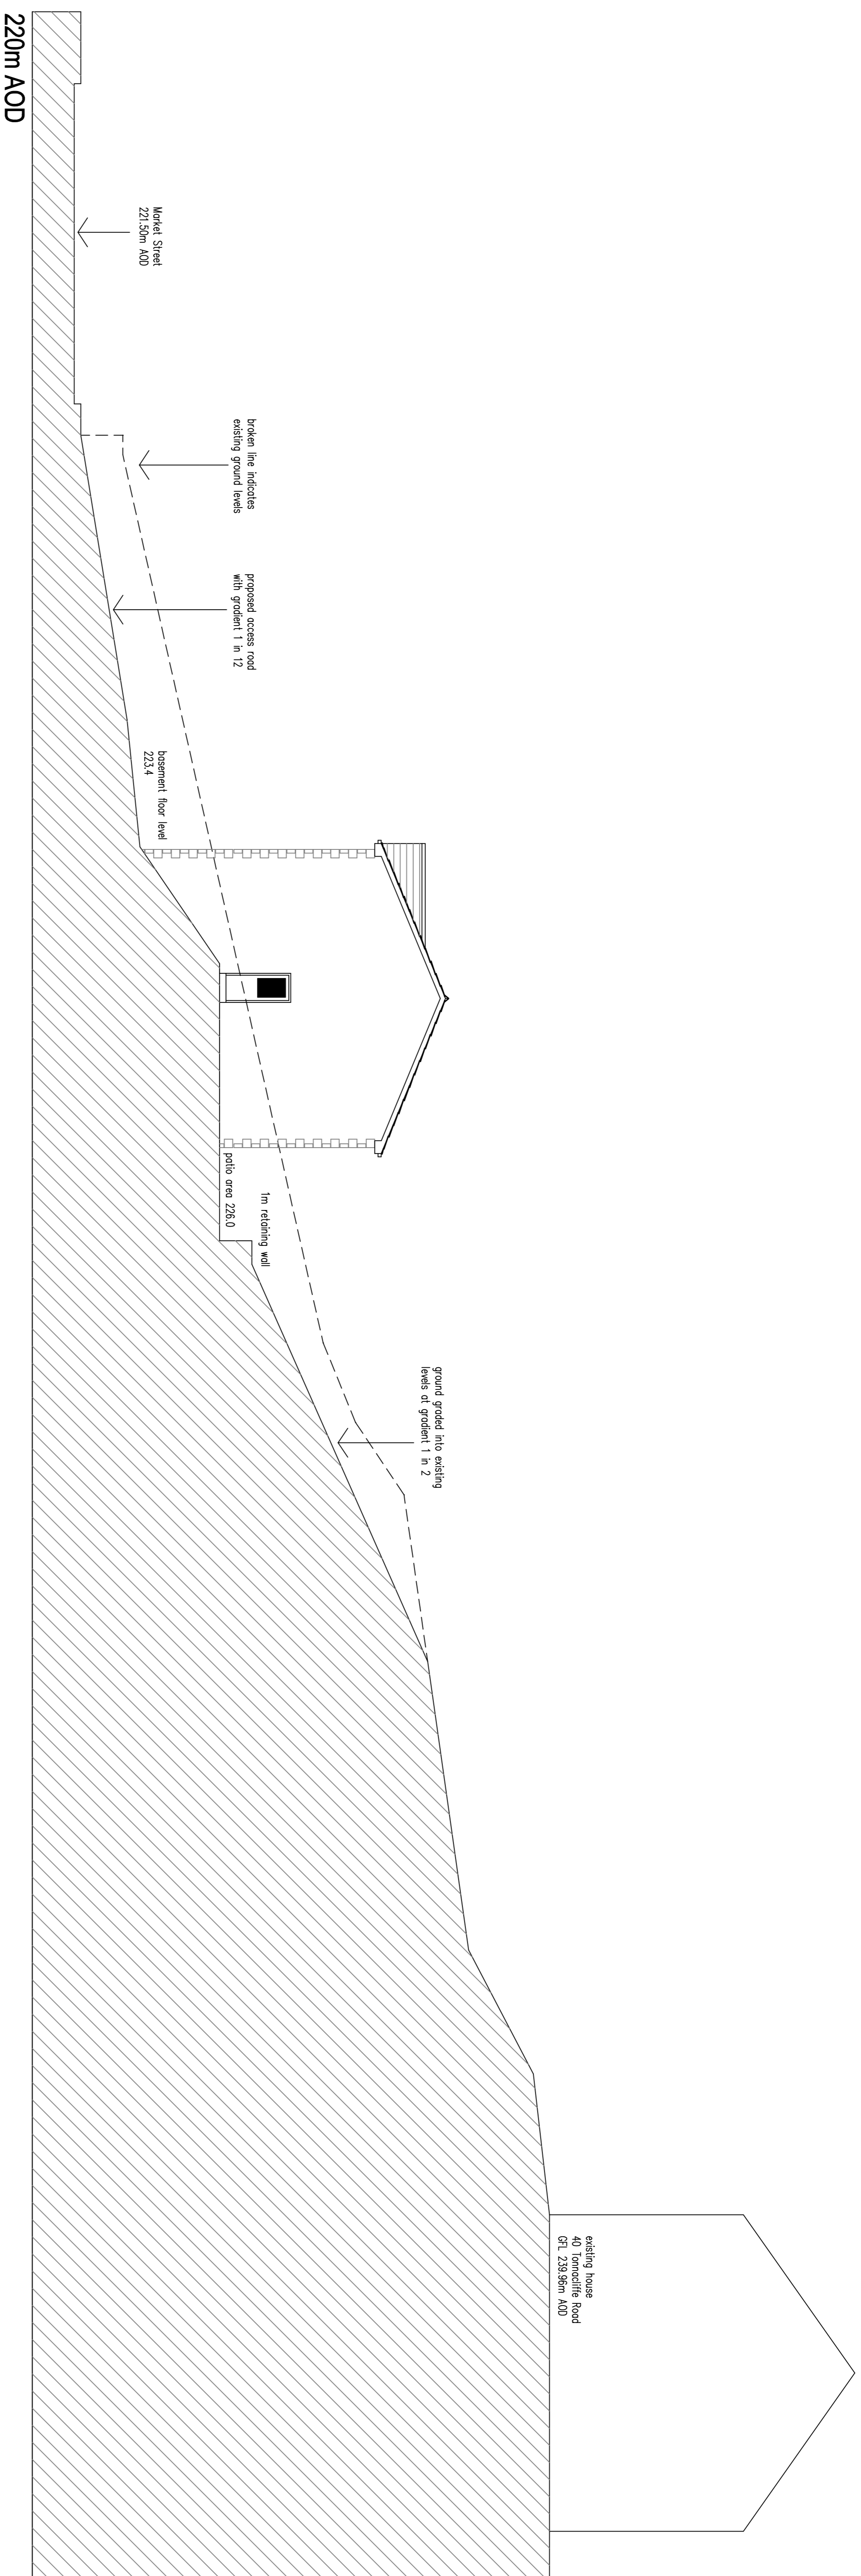 220m AOD
Market Street
221.50m AOD
broken line indicates
existing ground levels
proposed access road
with gradient 1 in 12
basement floor level
223.4
patio area 226.0
1m retaining wall
ground graded into existing
levels at gradient 1 in 2
existing house
40 Tonnacliffe Road
GFL 239.96m AOD